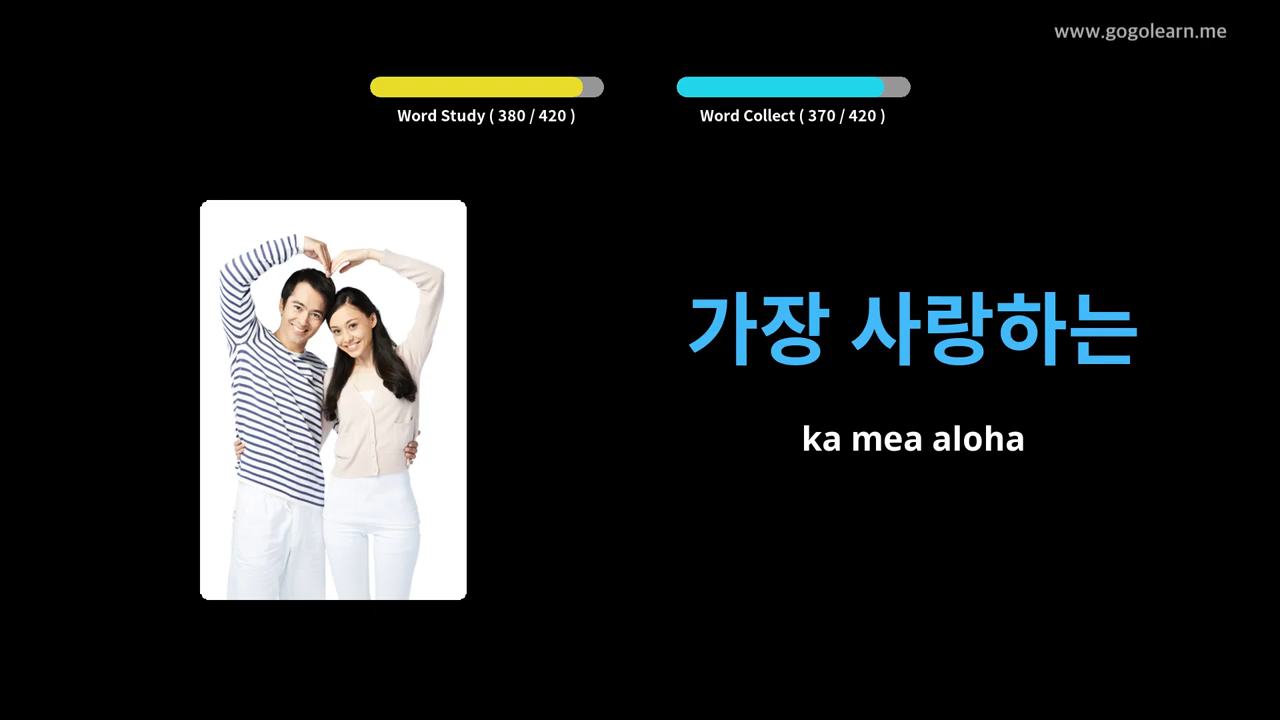 www.gogolearn.me
Word Study ( 380 / 420 )
Word Collect ( 370 / 420 )
가장 사랑하는
ka mea aloha